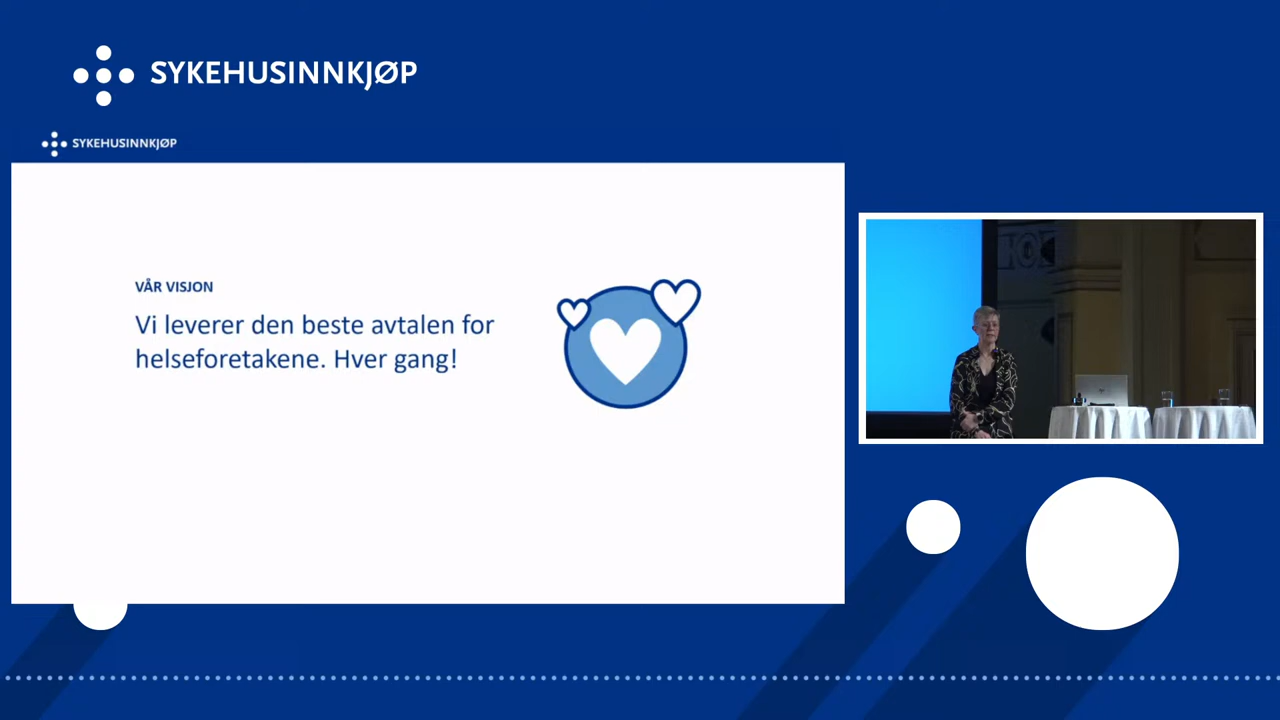 SYKEHUSINNKJØP
SYKEHUSINNKJØP
VÅR VISJON
Vi leverer den beste avtalen for
helseforetakene. Hver gang!